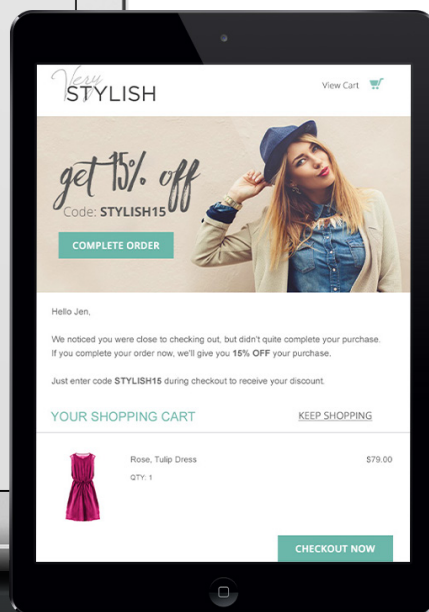 Very
STYLISH
View Cart
get 15% off
Code: STYLISH15
COMPLETE ORDER
Hello Jen,
We noticed you were close to checking out, but didn't quite complete your purchase.
If you complete your order now, we'll give you 15% OFF your purchase.
Just enter code STYLISH15 during checkout to receive your discount.
YOUR SHOPPING CART
KEEP SHOPPING
Rose, Tulip Dress
$79.00
QTY: 1
CHECKOUT NOW